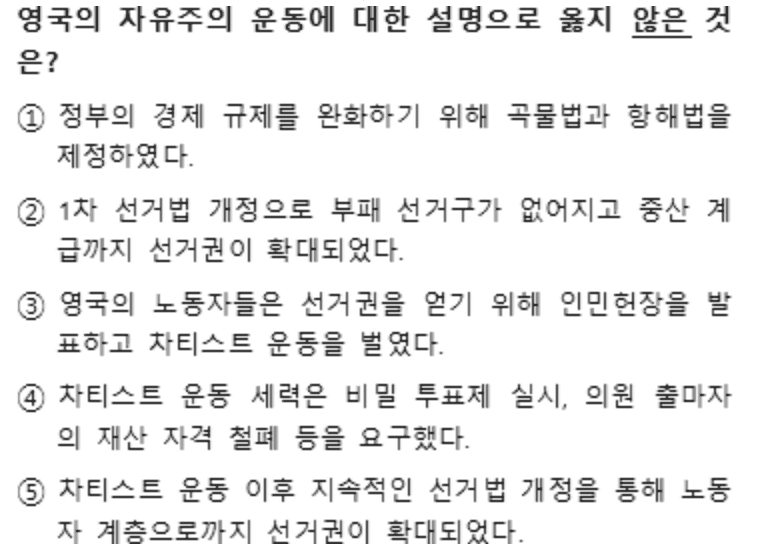 영국의 자유주의 운동에 대한 설명으로 옳지 않은 것
은?
① 정부의 경제 규제를 완화하기 위해 곡물법과 항해법을
제정하였다.
② 1차 선거법 개정으로 부패 선거구가 없어지고 중산 계
급까지 선거권이 확대되었다.
③ 영국의 노동자들은 선거권을 얻기 위해 인민헌장을 발
표하고 차티스트 운동을 벌였다.
④ 차티스트 운동 세력은 비밀 투표제 실시, 의원 출마자
의 재산 자격 철폐 등을 요구했다.
⑤ 차티스트 운동 이후 지속적인 선거법 개정을 통해 노동
자 계층으로까지 선거권이 확대되었다.